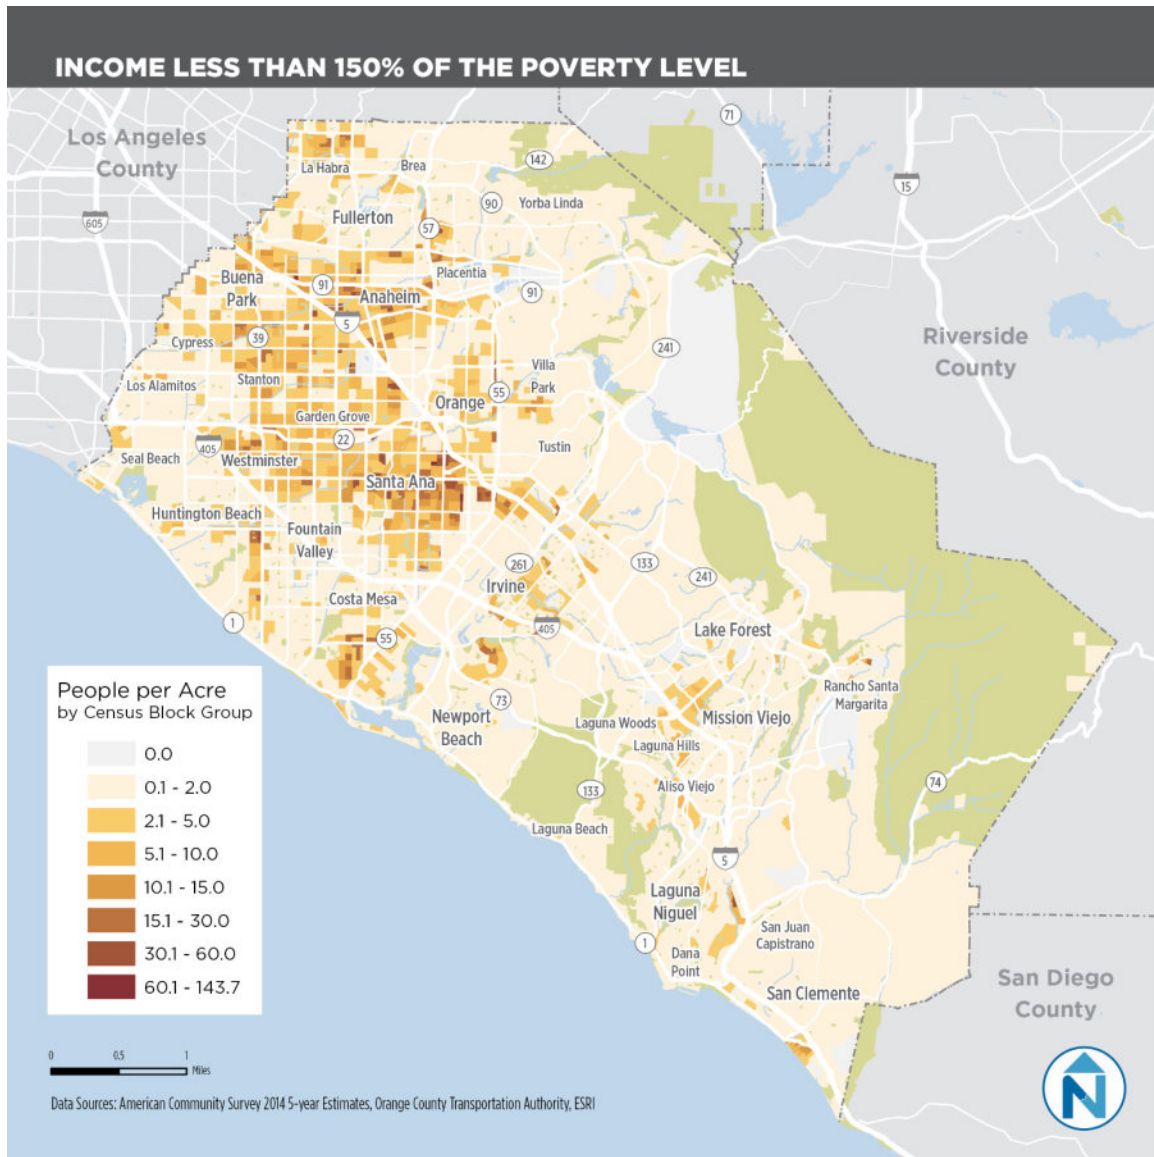 INCOME LESS THAN 150% OF THE POVERTY LEVEL
Los Angeles
County
71
142
La Habra
Brea
15
605
90
Yorba Linda
Fullerton
57
Placentia
Buena
Park
91
Anaheim
91
5
Riverside
County
39
Cypress
241
Villa
Park
Los Alamitos
Stanton
55
Orange
Garden Grove
22
405
Tustin
Seal Beach
Westminster
Santa Ana
Huntington Beach
Fountain
Valley
261
133
241
Irvine
Costa Mesa
1
55
405
Lake Forest
Rancho Santa
Margarita
73
Newport
Beach
Laguna Woods
Mission Viejo
Laguna Hills
133
Aliso Viejo
74
Laguna Beach
5
Laguna
Niguel
1
San Juan
Capistrano
Dana
Point
San Clemente
San Diego
County
People per Acre
by Census Block Group
0.0
0.1 - 2.0
2.1 - 5.0
5.1 - 10.0
10.1 - 15.0
15.1 - 30.0
30.1 - 60.0
60.1 - 143.7
0 0.5 1
Miles
N
Data Sources: American Community Survey 2014 5-year Estimates, Orange County Transportation Authority, ESRI